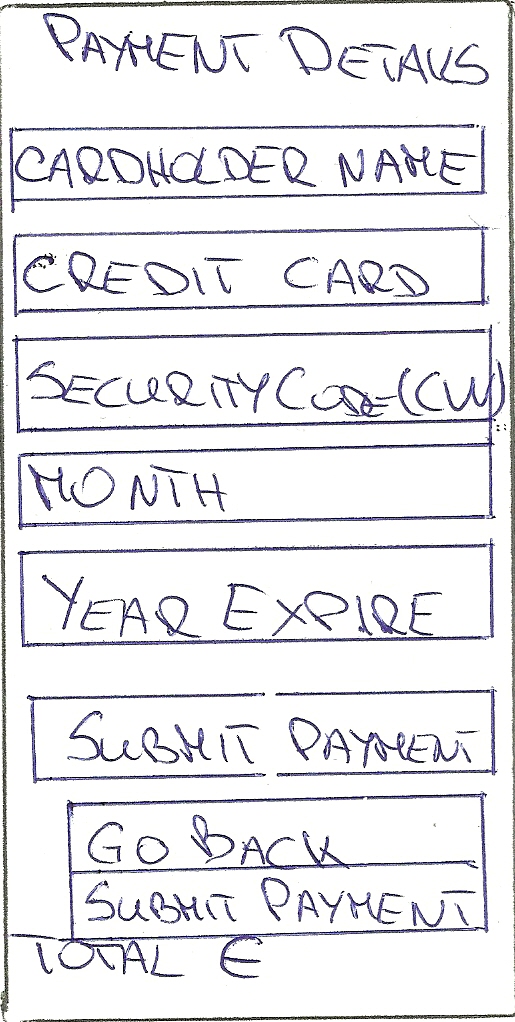 PAYMENT DETAILS
CARDHOLDER NAME
CREDIT CARD
SECURITY CODE (CVV)
MONTH
YEAR EXPIRE
SUBMIT PAYMENT
GO BACK
SUBMIT PAYMENT
TOTAL €